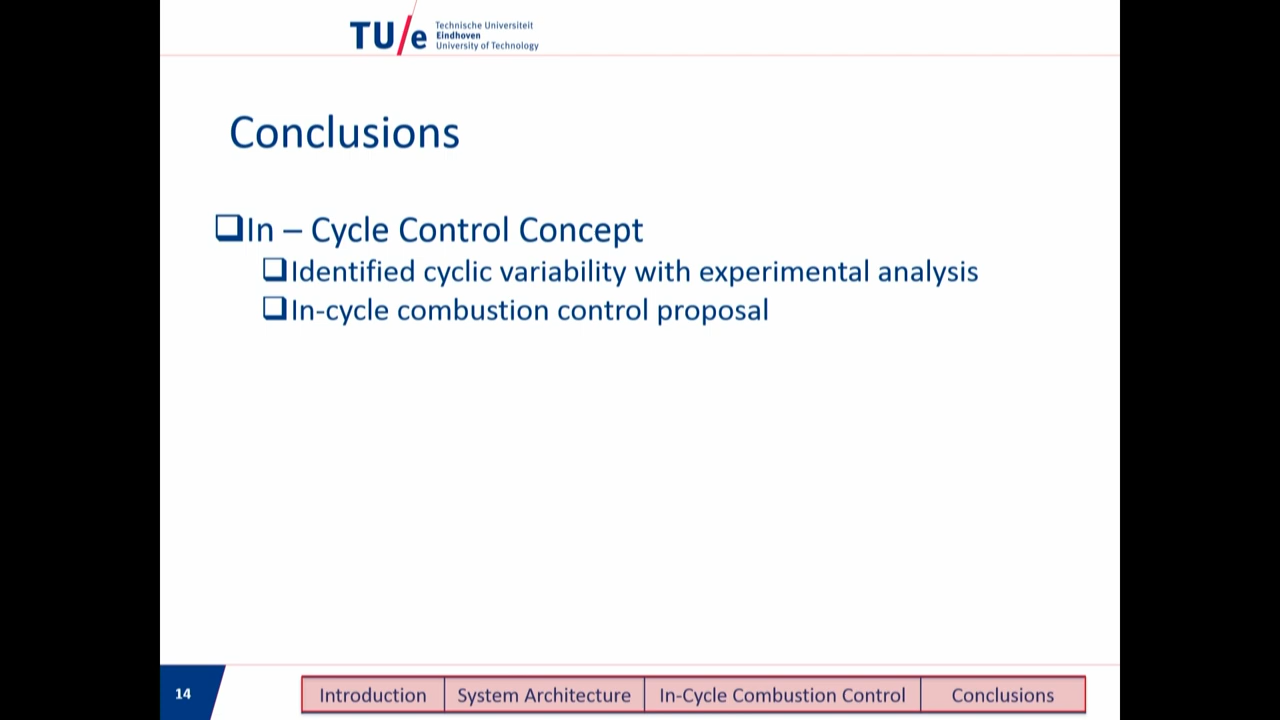 TU/e
Technische Universiteit
Eindhoven
University of Technology
Conclusions
In – Cycle Control Concept
Identified cyclic variability with experimental analysis
In-cycle combustion control proposal
14
Introduction
System Architecture
In-Cycle Combustion Control
Conclusions